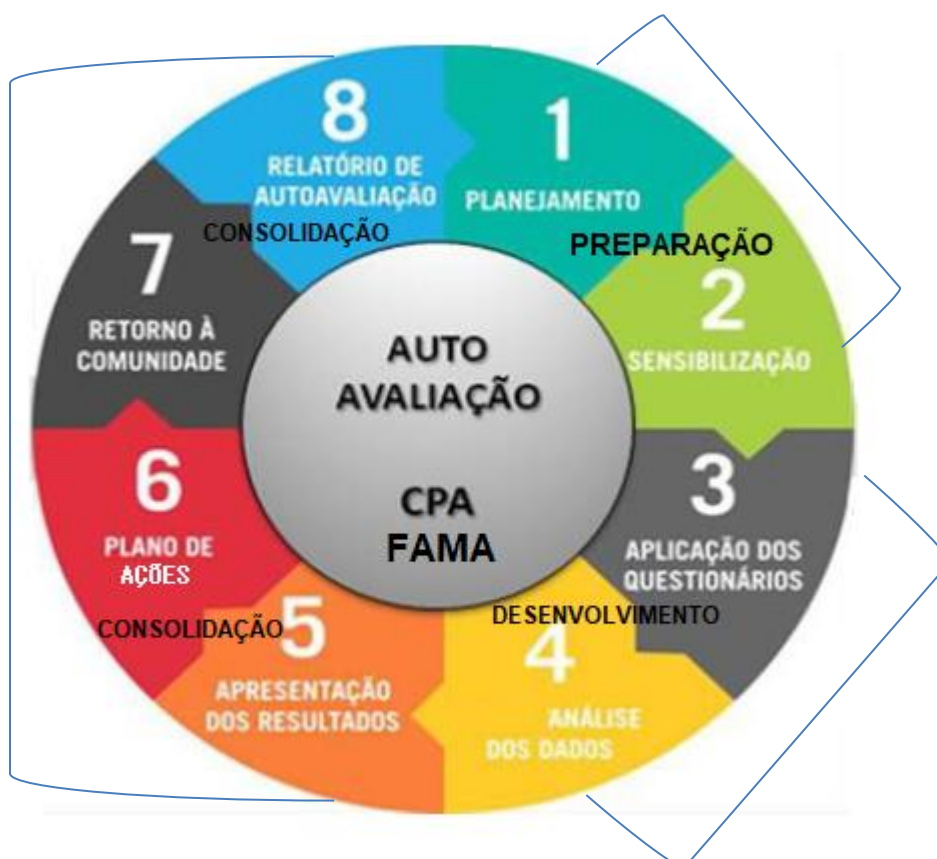 8
RELATÓRIO DE
AUTOAVALIAÇÃO
CONSOLIDAÇÃO
1
PLANEJAMENTO
PREPARAÇÃO
2
SENSIBILIZAÇÃO
7
RETORNO À
COMUNIDADE
AUTO
AVALIAÇÃO
CPA
FAMA
3
APLICAÇÃO DOS
QUESTIONÁRIOS
6
PLANO DE
AÇÕES
CONSOLIDAÇÃO
5
APRESENTAÇÃO
DOS RESULTADOS
DESENVOLVIMENTO
4
ANÁLISE
DOS DADOS